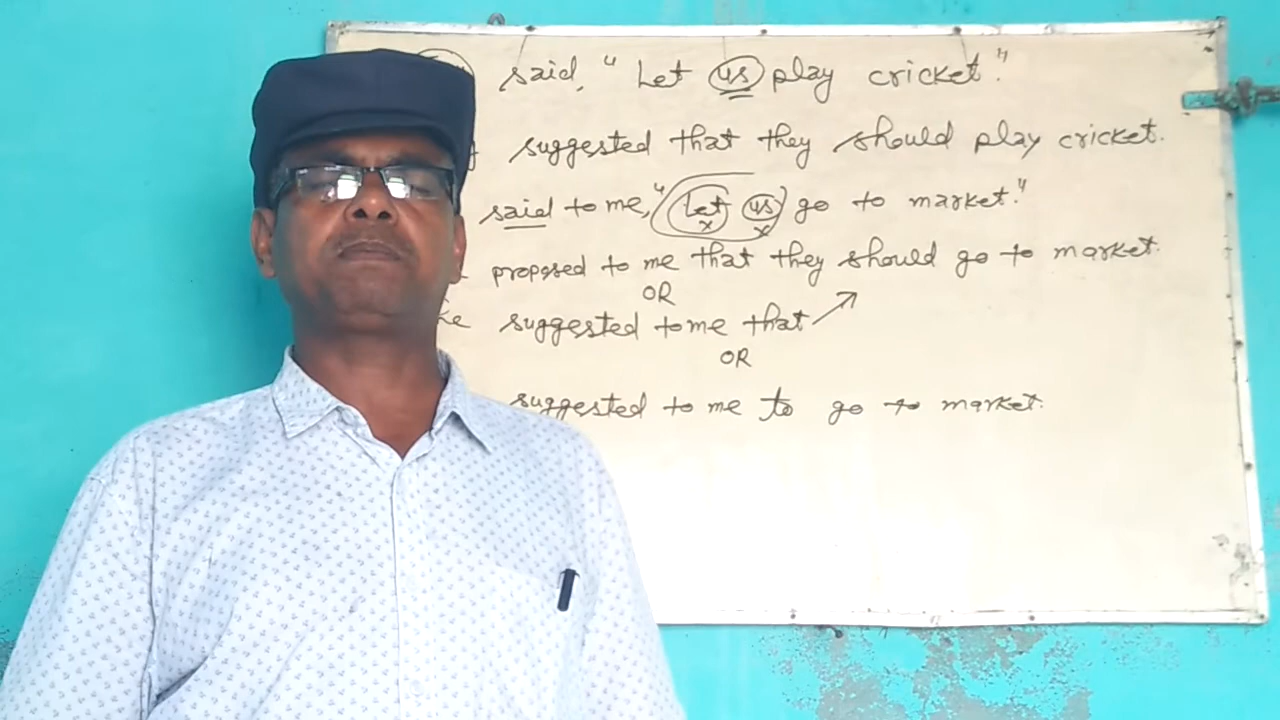 said, "Let us play cricket."
suggested that they should play cricket.
said to me, "Let us go to market."
proposed to me that they should go to market.
OR
suggested to me that
OR
suggested to me to go to market.